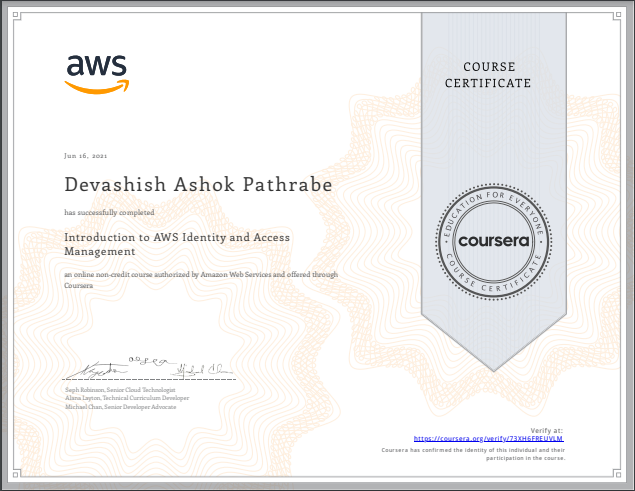 aws
COURSE
CERTIFICATE
Jun 16, 2021
Devashish Ashok Pathrabe
has successfully completed
Introduction to AWS Identity and Access
Management
an online non-credit course authorized by Amazon Web Services and offered through
Coursera
EDUCATION FOR EVERYONE
coursera
COURSE CERTIFICATE
Seph Robinson, Senior Cloud Technologist
Alana Layton, Technical Curriculum Developer
Michael Chan, Senior Developer Advocate
Verify at:
https://coursera.org/verify/73XH6FREUVLM
Coursera has confirmed the identity of this individual and their
participation in the course.